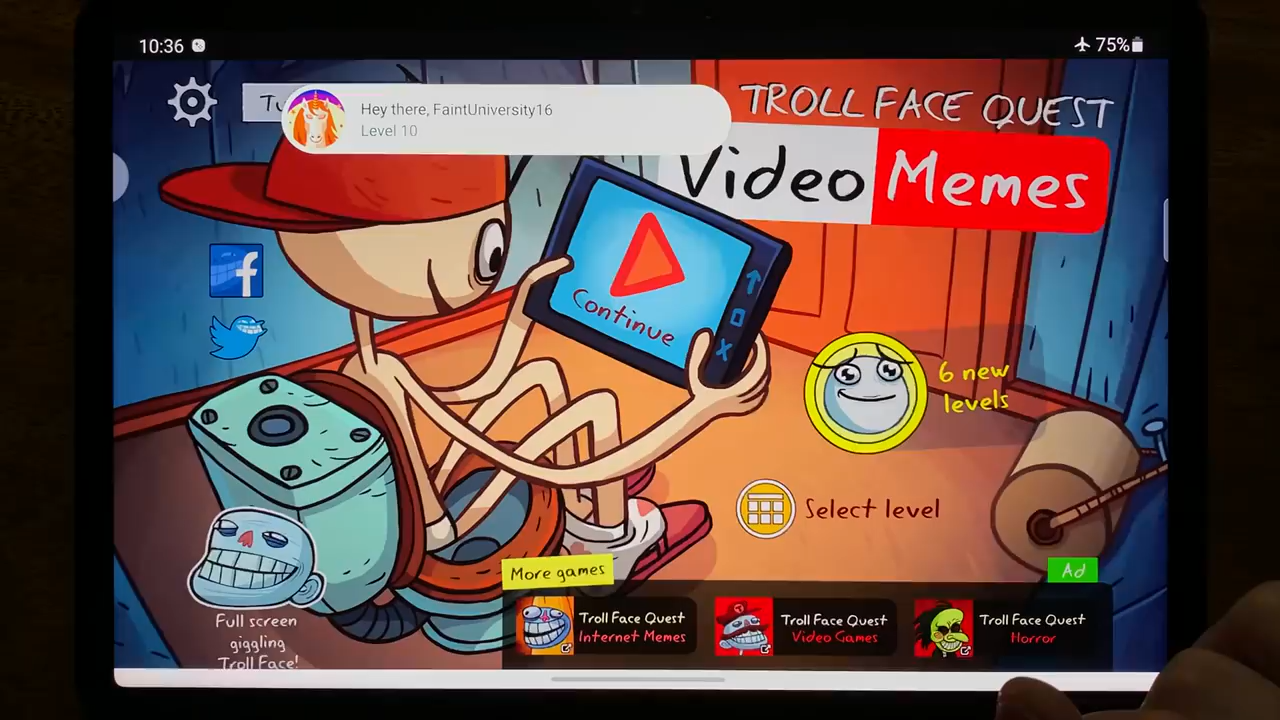 10:36
75%
Tu
Hey there, FaintUniversity16
Level 10
TROLL FACE QUEST
Video Memes
Continue
6 new
levels
Select level
More games
Ad
Troll Face Quest
Internet Memes
Troll Face Quest
Video Games
Troll Face Quest
Horror
Full screen
giggling
Troll Face!